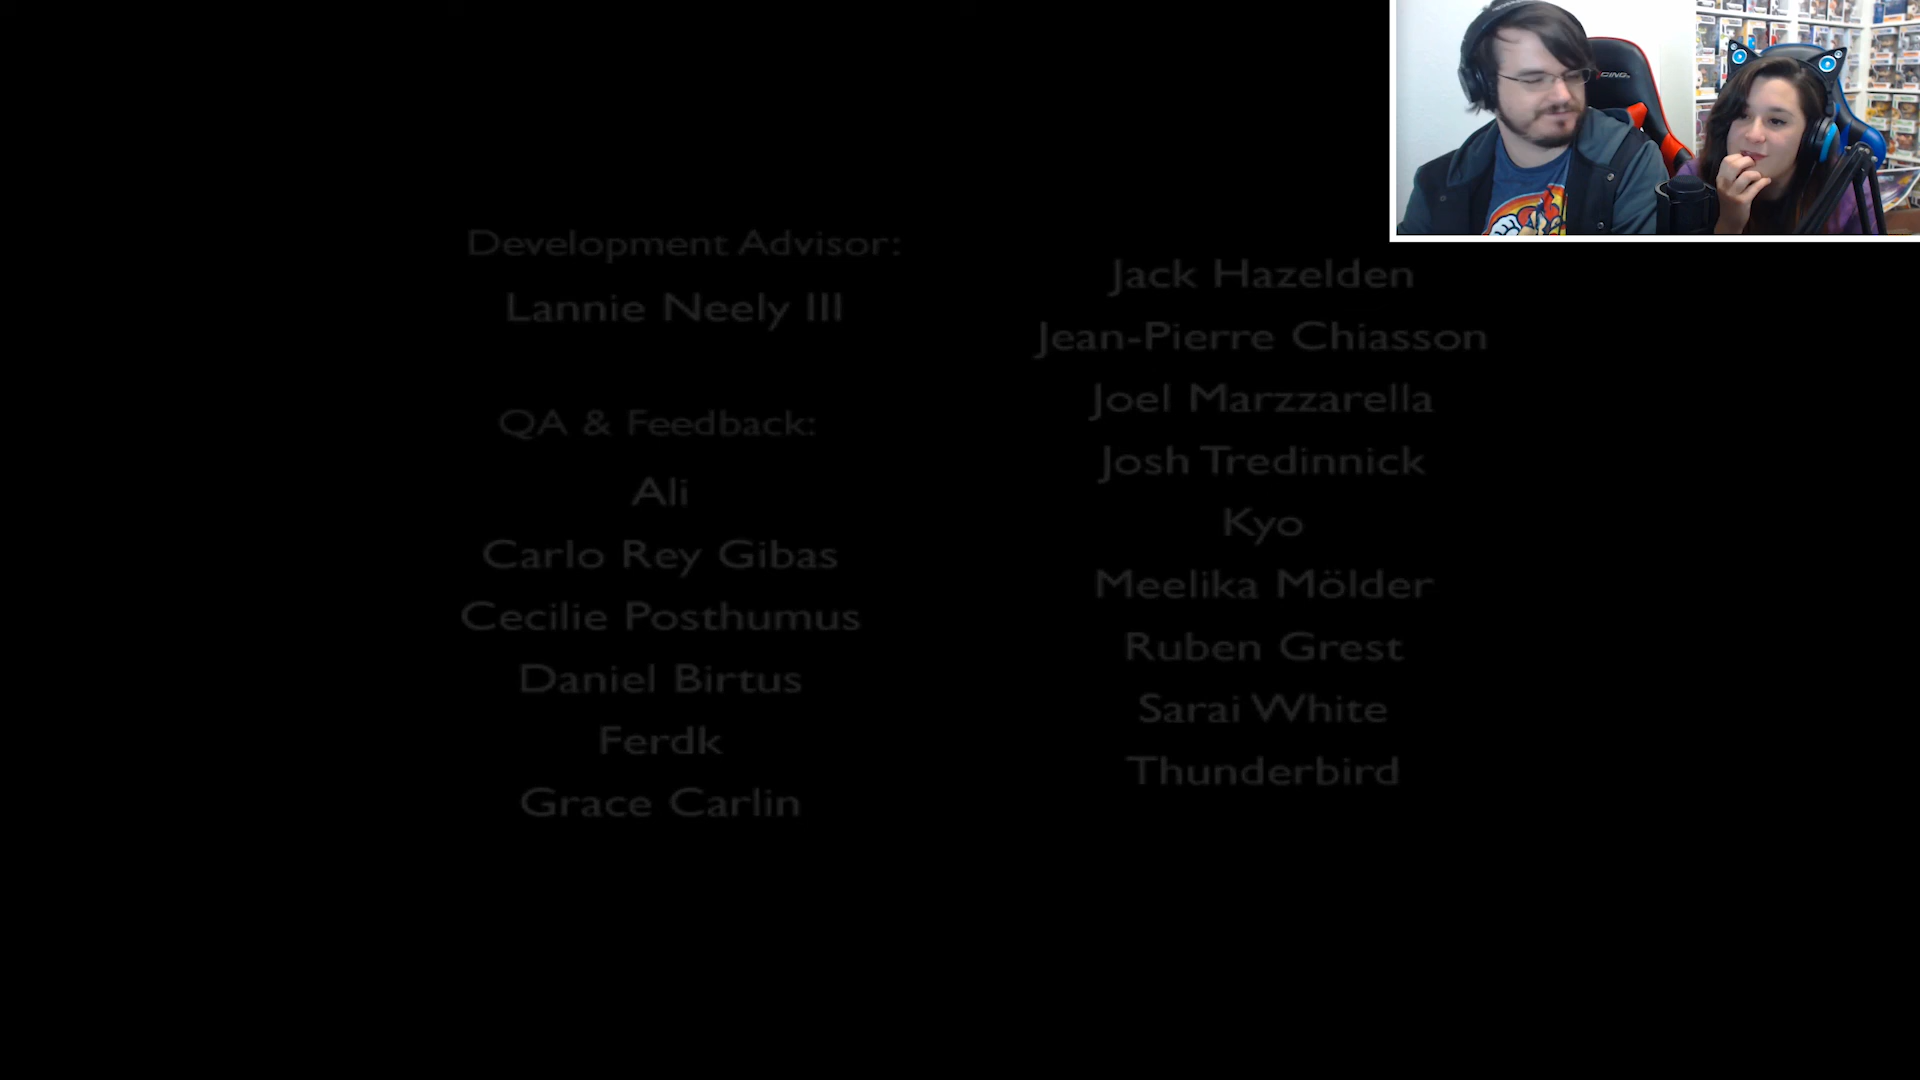 Development Advisor:
Lannie Neely III
QA & Feedback:
Ali
Carlo Rey Gibas
Cecilie Posthumus
Daniel Birtus
Ferdk
Grace Carlin
Jack Hazelden
Jean-Pierre Chiasson
Joel Marzzarella
Josh Tredinnick
Kyo
Meelika Mölder
Ruben Grest
Sarai White
Thunderbird